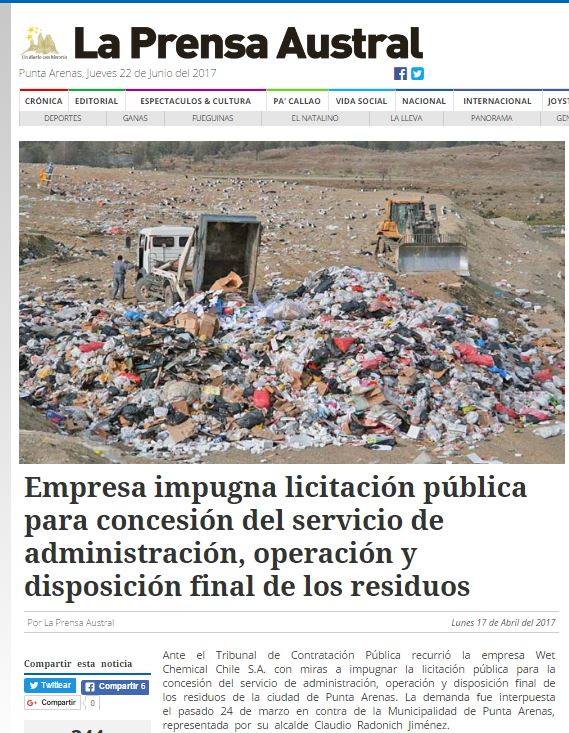 Un diario con historia
La Prensa Austral
Punta Arenas, Jueves 22 de Junio del 2017
CRÓNICA EDITORIAL ESPECTACULOS & CULTURA PA' CALLAO VIDA SOCIAL NACIONAL INTERNACIONAL JOYST
DEPORTES GANAS FUEGUINAS EL NATALINO LA LLEVA PANORAMA GEN
Empresa impugna licitación pública
para concesión del servicio de
administración, operación y
disposición final de los residuos
Por La Prensa Austral Lunes 17 de Abril del 2017
Compartir esta noticia
Twittear Compartir 6
G+ Compartir 0
Ante el Tribunal de Contratación Pública recurrió la empresa Wet
Chemical Chile S.A. con miras a impugnar la licitación pública para la
concesión del servicio de administración, operación y disposición final de
los residuos de la ciudad de Punta Arenas. La demanda fue interpuesta
el pasado 24 de marzo en contra de la Municipalidad de Punta Arenas,
representada por su alcalde Claudio Radonich Jiménez.